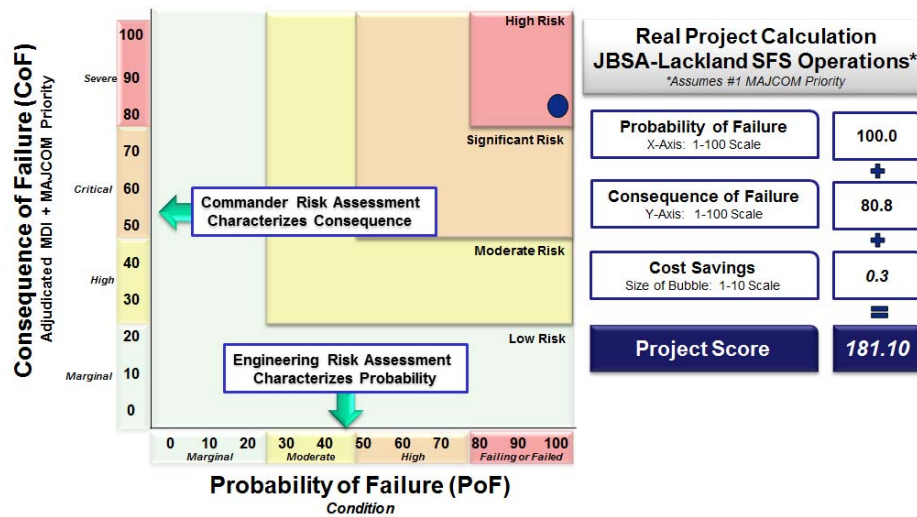 Consequence of Failure (CoF)
Adjudicated MDI + MAJCOM Priority
Severe
Critical
High
Marginal
100
90
80
70
60
50
40
30
20
10
0
High Risk
Significant Risk
Moderate Risk
Low Risk
Commander Risk Assessment
Characterizes Consequence
Engineering Risk Assessment
Characterizes Probability
0 10 20 30 40 50 60 70 80 90 100
Marginal Moderate High Failing or Failed
Probability of Failure (PoF)
Condition
Real Project Calculation
JBSA-Lackland SFS Operations*
*Assumes #1 MAJCOM Priority
Probability of Failure
X-Axis: 1-100 Scale
100.0
+
Consequence of Failure
Y-Axis: 1-100 Scale
80.8
+
Cost Savings
Size of Bubble: 1-10 Scale
0.3
=
Project Score
181.10